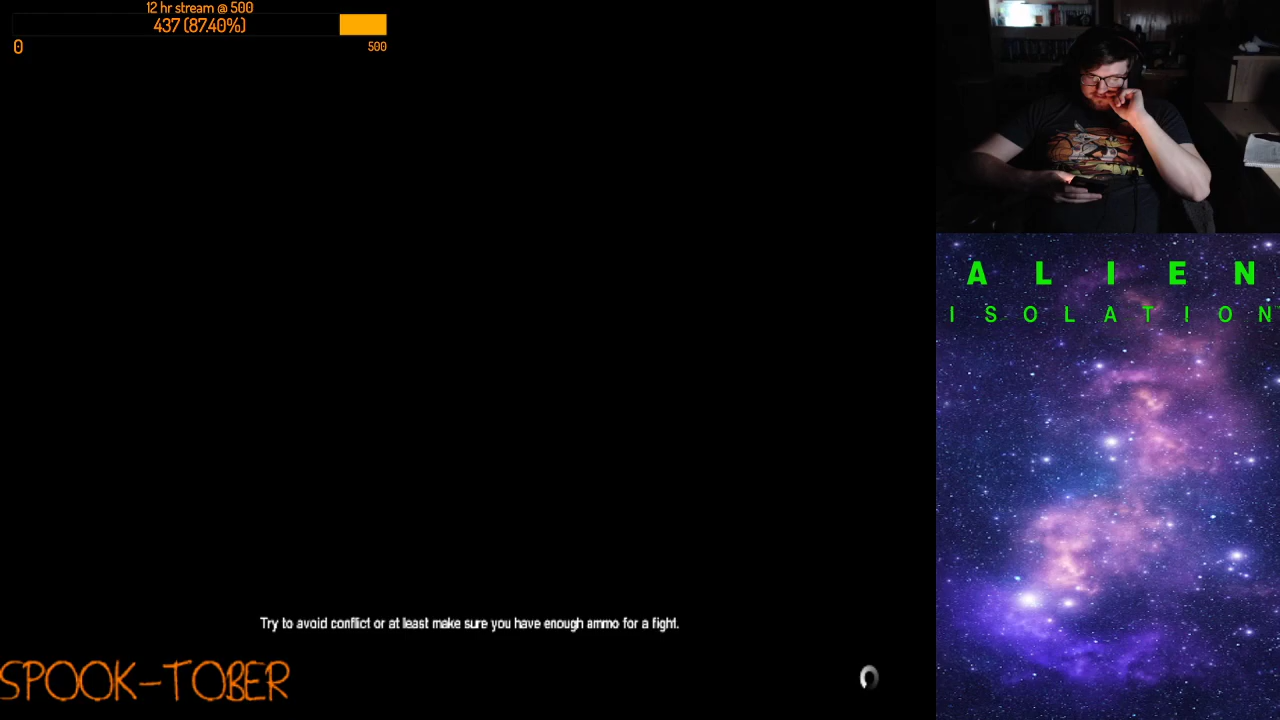 12 hr stream @ 500
437 (87.40%)
0
500
A L I E N
I S O L A T I O N
Try to avoid conflict or at least make sure you have enough ammo for a fight.
SPOOK-TOBER